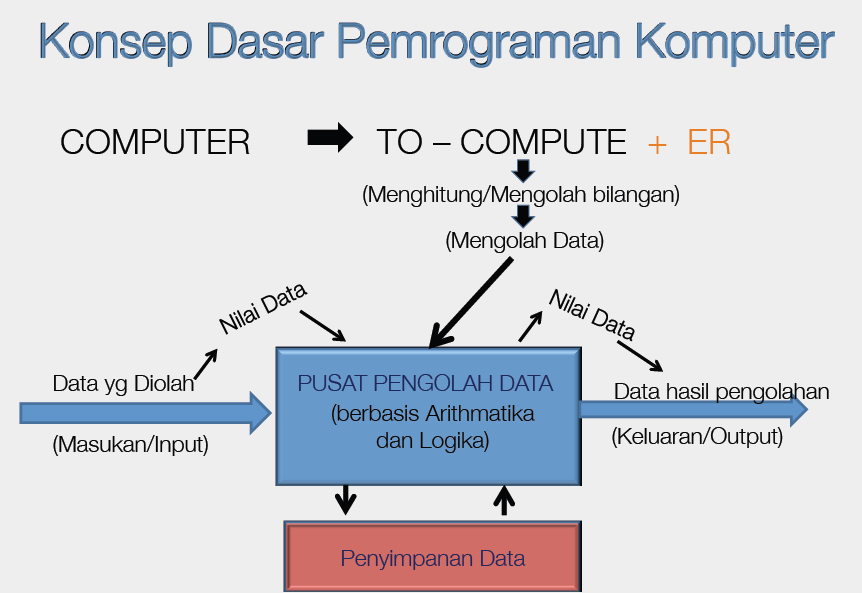 Konsep Dasar Pemrograman Komputer
COMPUTER TO – COMPUTE + ER
(Menghitung/Mengolah bilangan)
(Mengolah Data)
Nilai Data
Nilai Data
Data yg Diolah
(Masukan/Input)
PUSAT PENGOLAH DATA
(berbasis Arithmatika
dan Logika)
Data hasil pengolahan
(Keluaran/Output)
Penyimpanan Data